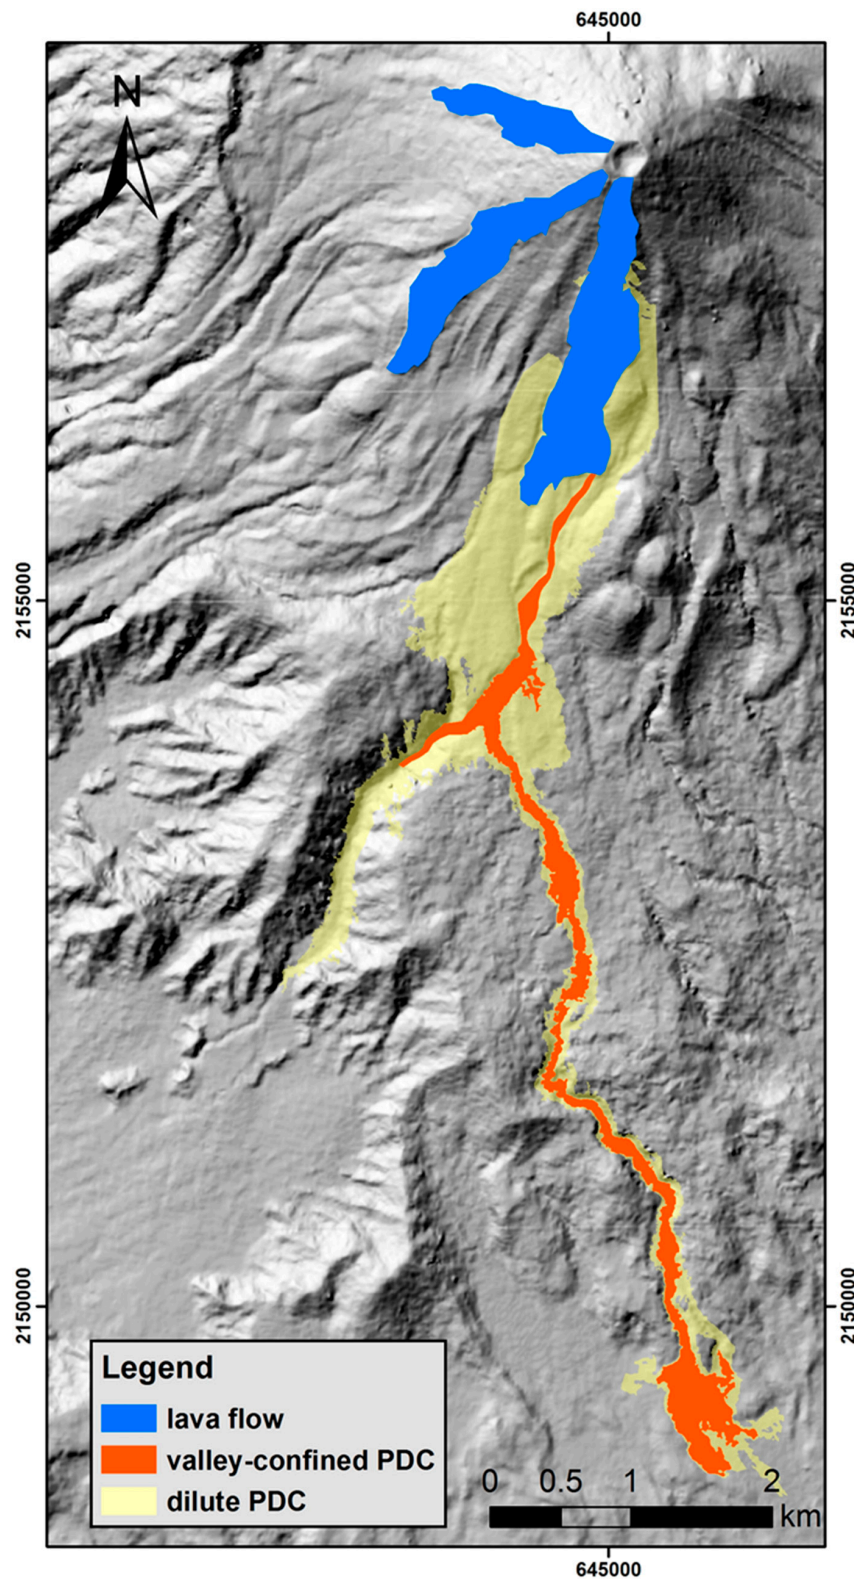 645000
N
2155000
2155000
2150000
2150000
Legend
lava flow
valley-confined PDC
dilute PDC
0 0.5 1 2
km
645000